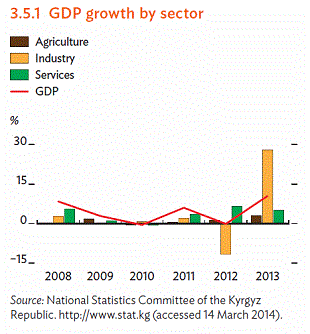 3.5.1 GDP growth by sector
Agriculture
Industry
Services
GDP
%
30
15
0
−15
2008 2009 2010 2011 2012 2013
Source: National Statistics Committee of the Kyrgyz
Republic. http://www.stat.kg (accessed 14 March 2014).